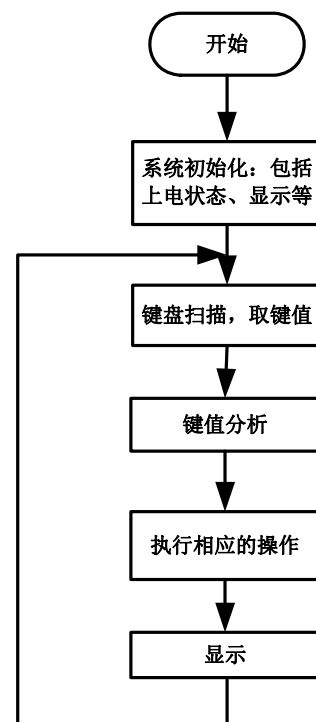 开始
系统初始化：包括
上电状态、显示等
键盘扫描，取键值
键值分析
执行相应的操作
显示